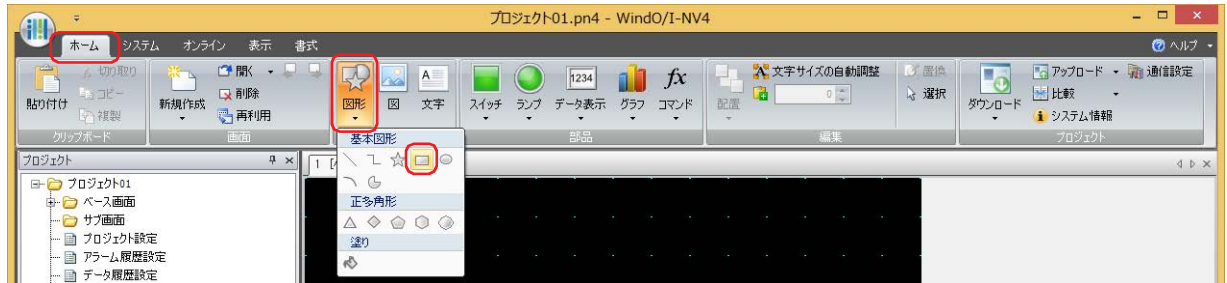 プロジェクト01.pn4 - WindO/I-NV4
ホーム システム オンライン 表示 書式 ヘルプ
貼り付け 切り取り コピー 複製 クリップボード
新規作成 開く 削除 再利用 画面
図形 図 文字
スイッチ ランプ 1234 データ表示 グラフ fx コマンド 部品
配置 文字サイズの自動調整 0 置換 選択 編集
ダウンロード アップロード 比較 システム情報 通信設定 プロジェクト
基本図形
正多角形
塗り
プロジェクト
プロジェクト01
ベース画面
サブ画面
プロジェクト設定
アラーム履歴設定
データ履歴設定